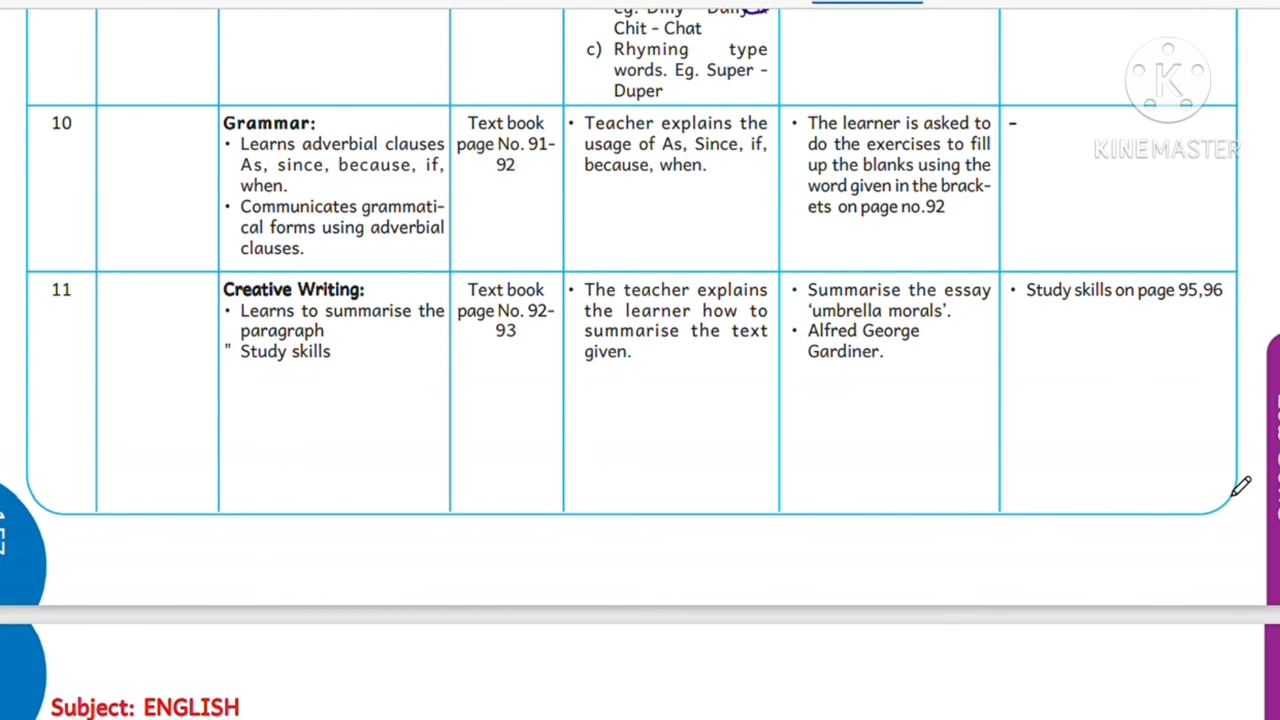 Chit - Chat
c) Rhyming type
words. Eg. Super -
Duper
10
Grammar:
• Learns adverbial clauses
As, since, because, if,
when.
• Communicates grammati-
cal forms using adverbial
clauses.
Text book
page No. 91-
92
• Teacher explains the
usage of As, Since, if,
because, when.
• The learner is asked to
do the exercises to fill
up the blanks using the
word given in the brack-
ets on page no.92
-
K
KINEMASTER
11
Creative Writing:
• Learns to summarise the
paragraph
" Study skills
Text book
page No. 92-
93
• The teacher explains
the learner how to
summarise the text
given.
• Summarise the essay
‘umbrella morals’.
• Alfred George
Gardiner.
• Study skills on page 95,96
Subject: ENGLISH